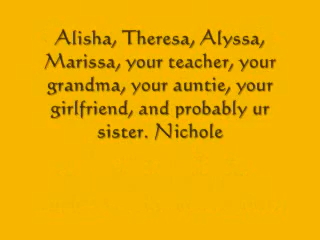 Alisha, Theresa, Alyssa,
Marissa, your teacher, your
grandma, your auntie, your
girlfriend, and probably ur
sister. Nichole